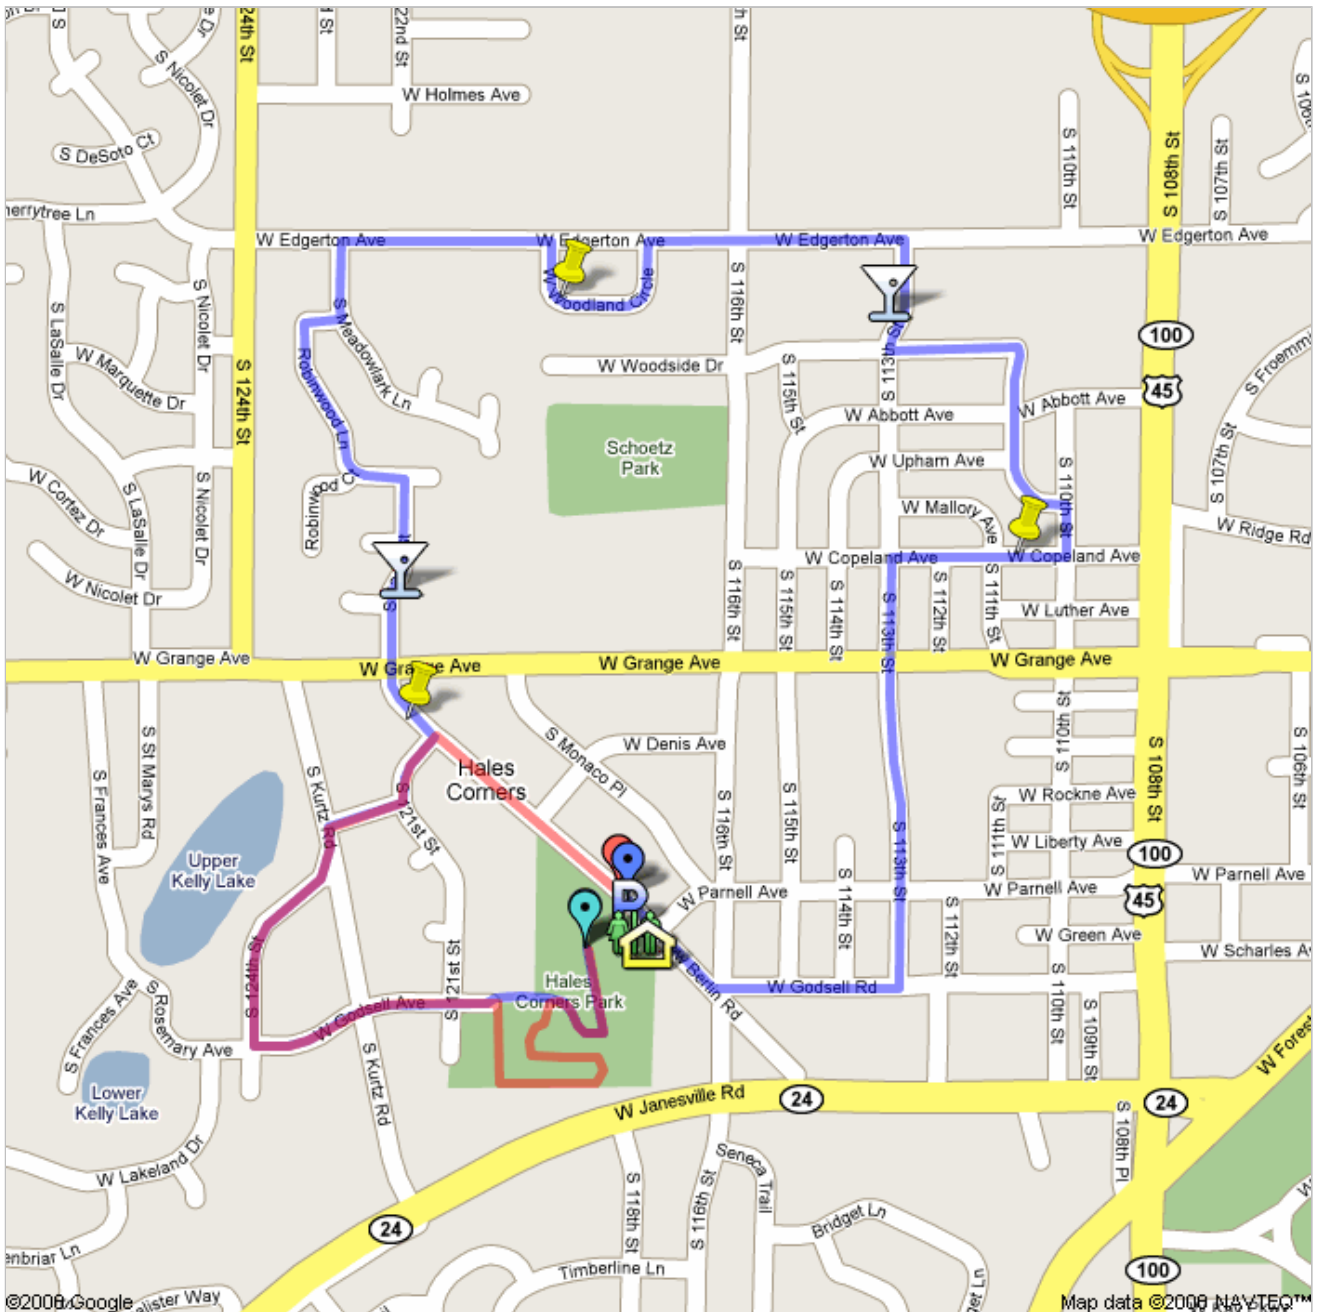 24th St
22nd St
S Nicolet Dr
W Holmes Ave
S DeSoto Ct
S 110th St
S 108th St
S 107th St
W Edgerton Ave
W Edgerton Ave
W Edgerton Ave
W Edgerton Ave
W Woodland Circle
S 116th St
S Nicolet Dr
S LaSalle Dr
S Meadowlark Ln
S 113th St
100
W Marquette Dr
S 124th St
Robinwood Ln
W Woodside Dr
S 115th St
W Abbott Ave
W Abbott Ave
45
S 107th St
Schoetz
Park
W Upham Ave
S 110th St
W Cortez Dr
S LaSalle Dr
S Nicolet Dr
W Mallory Ave
W Ridge Rd
W Copeland Ave
W Copeland Ave
W Nicolet Dr
S 116th St
S 115th St
S 114th St
S 113th St
S 112th St
S 111th St
W Luther Ave
W Grange Ave
W Grange Ave
W Grange Ave
W Grange Ave
S Frances Ave
S St Marys Rd
S Kurtz Rd
S Monaco Pl
W Denis Ave
S 110th St
S 108th St
S 106th St
Hales
Corners
S 121st St
S 116th St
S 115th St
S 111th St
W Rockne Ave
W Liberty Ave
100
Upper
Kelly Lake
W Parnell Ave
S 114th St
S 113th St
W Parnell Ave
W Parnell Ave
45
D
S 112th St
W Green Ave
S 124th St
S 121st St
W Berlin Rd
Hales
Corners Park
W Godsell Ave
W Godsell Rd
S 110th St
S 109th St
S Frances Ave
S Rosemary Ave
S Kurtz Rd
Lower
Kelly Lake
W Janesville Rd
24
24
S 108th Pl
W Lakeland Dr
Seneca Trail
S 118th St
S 116th St
Bridget Ln
24
Timberline Ln
100
©2008 Google
Map data ©2008 NAVTEQ™